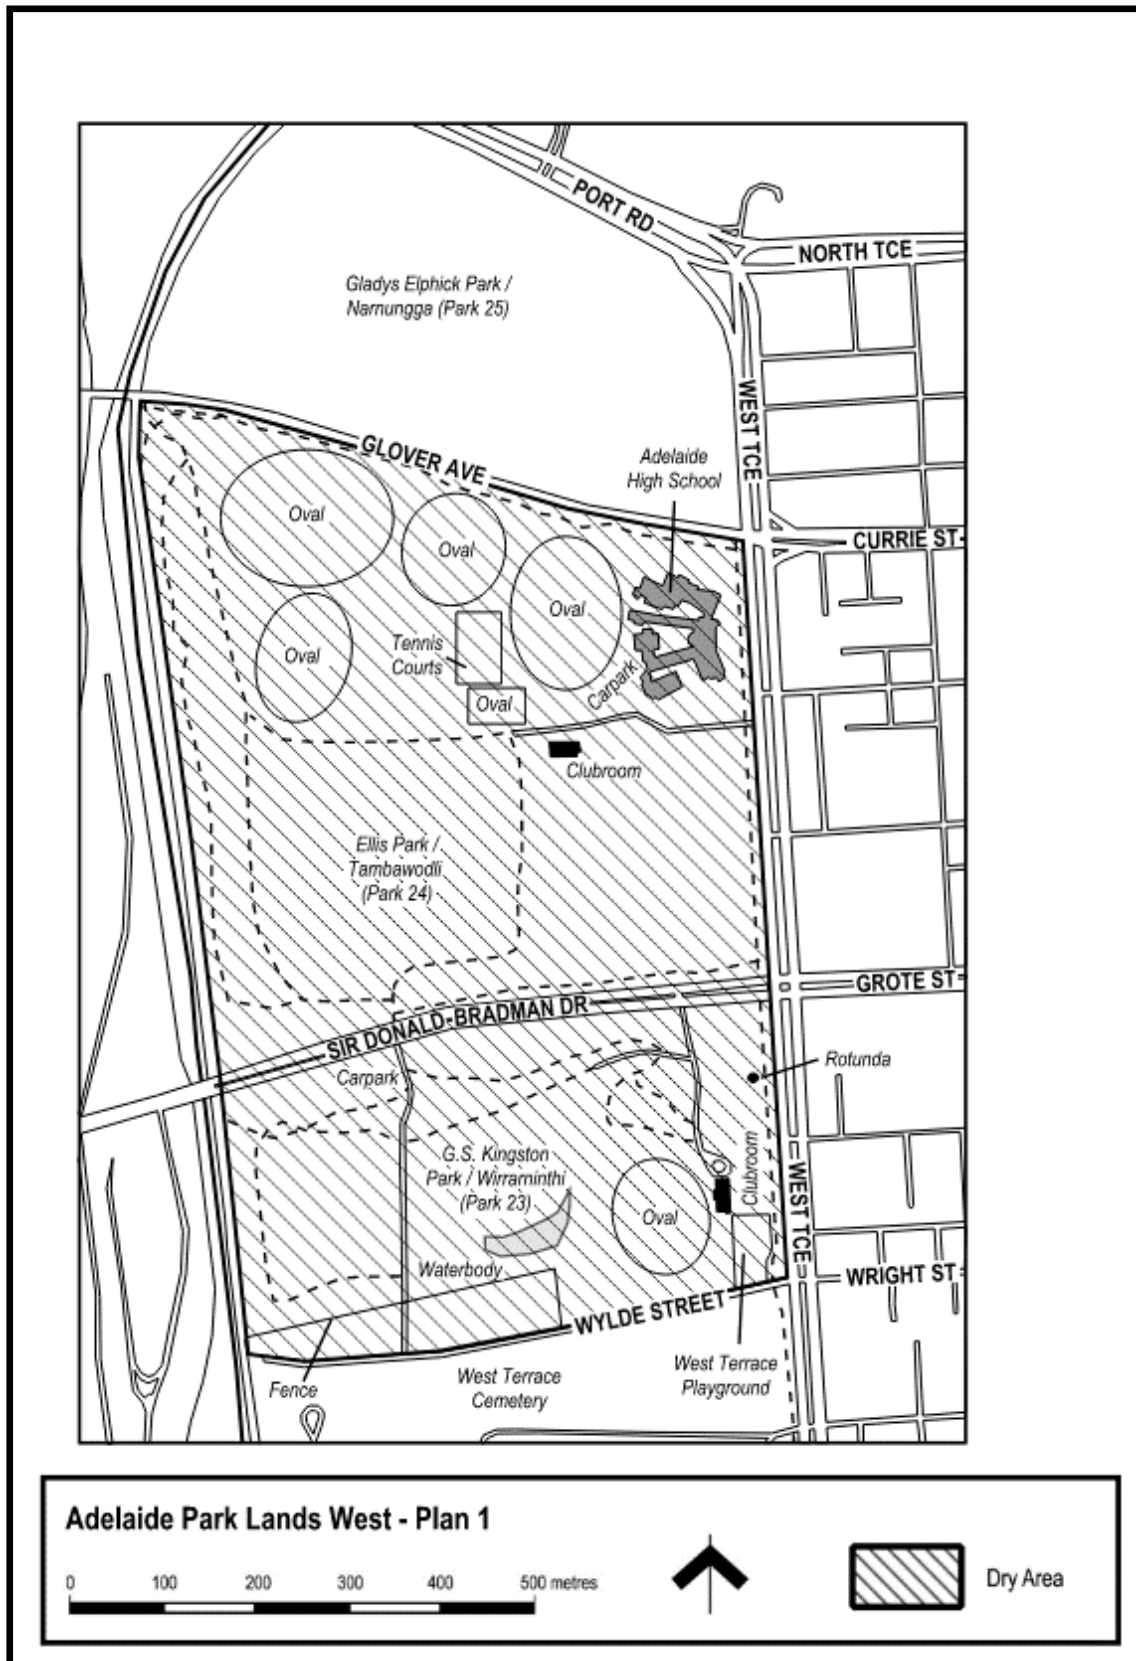 PORT RD
NORTH TCE
Gladys Elphick Park /
Narnungga (Park 25)
WEST TCE
GLOVER AVE
Adelaide
High School
CURRIE ST
Oval
Oval
Oval
Oval
Tennis
Courts
Carpark
Oval
Clubroom
Ellis Park /
Tambawodli
(Park 24)
GROTE ST
SIR DONALD-BRADMAN DR
Rotunda
Carpark
G.S. Kingston
Park / Wirrarninthi
(Park 23)
Clubroom
WEST TCE
Oval
Waterbody
WRIGHT ST
WYLDE STREET
West Terrace
Playground
West Terrace
Cemetery
Fence
Adelaide Park Lands West - Plan 1
0 100 200 300 400 500 metres
Dry Area